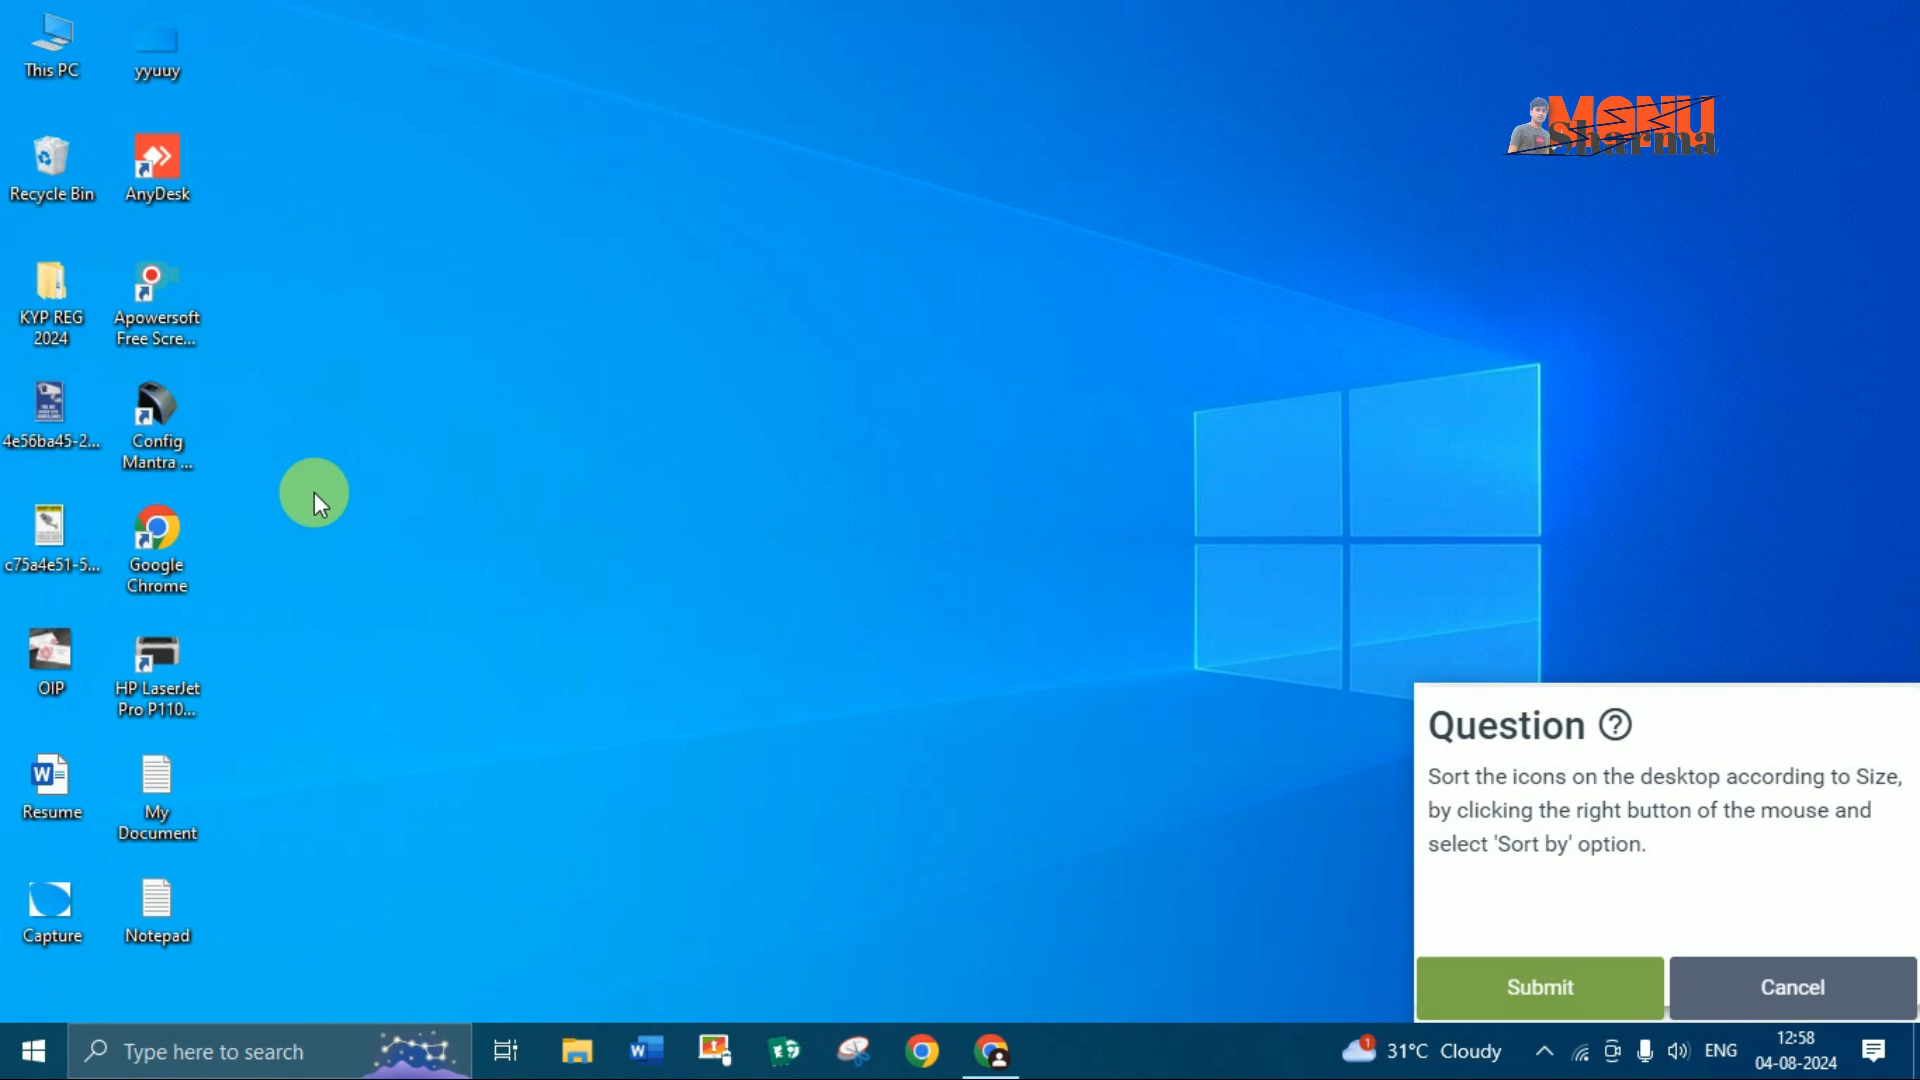 This PC
yyuuy
Recycle Bin
AnyDesk
KYP REG
2024
Apowersoft
Free Scre...
4e56ba45-2...
Config
Mantra ...
c75a4e51-5...
Google
Chrome
OIP
HP LaserJet
Pro P110...
Resume
My
Document
Capture
Notepad
MONU
Sharma
Question ?
Sort the icons on the desktop according to Size,
by clicking the right button of the mouse and
select 'Sort by' option.
Submit
Cancel
Type here to search
1
31°C Cloudy
ENG
12:58
04-08-2024